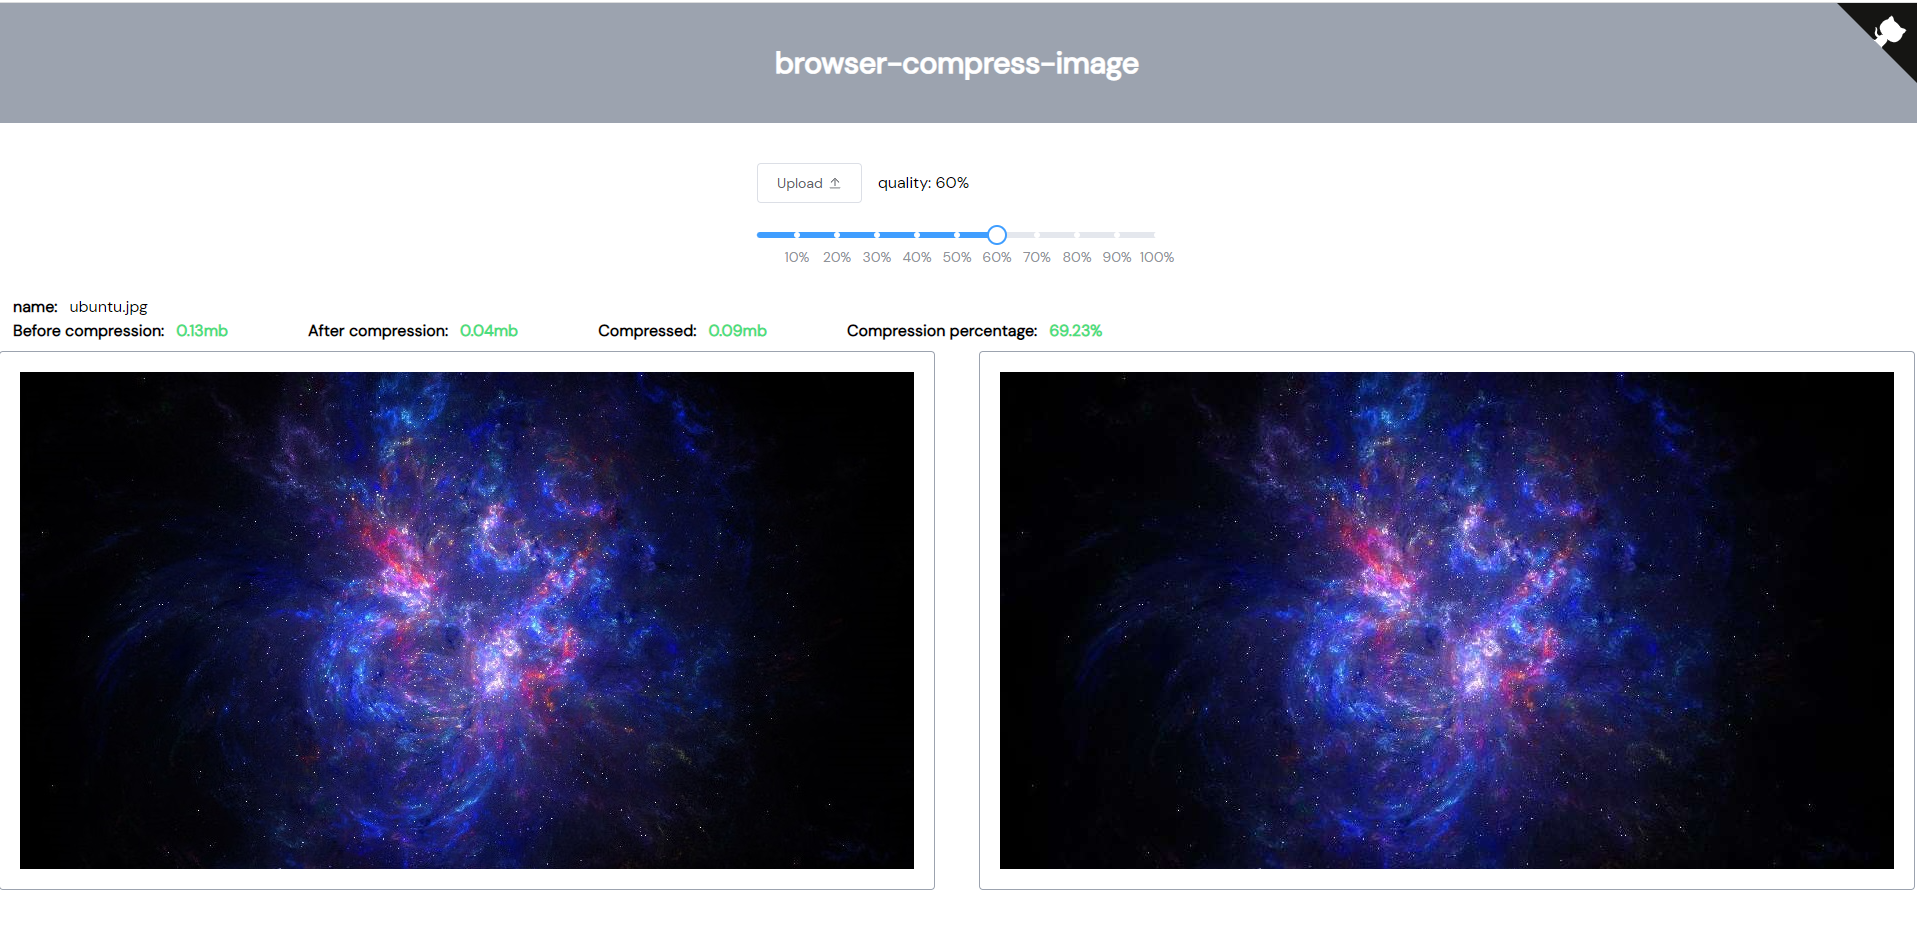 browser-compress-image
Upload quality: 60%
10% 20% 30% 40% 50% 60% 70% 80% 90% 100%
name: ubuntu.jpg
Before compression: 0.13mb After compression: 0.04mb Compressed: 0.09mb Compression percentage: 69.23%